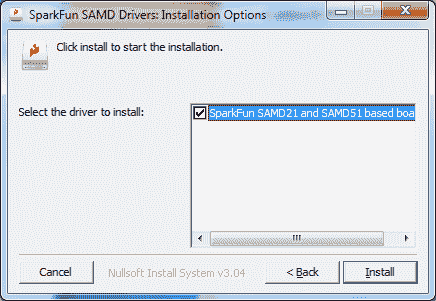 SparkFun SAMD Drivers: Installation Options
Click install to start the installation.
Select the driver to install:
SparkFun SAMD21 and SAMD51 based boa
Cancel
Nullsoft Install System v3.04
< Back
Install